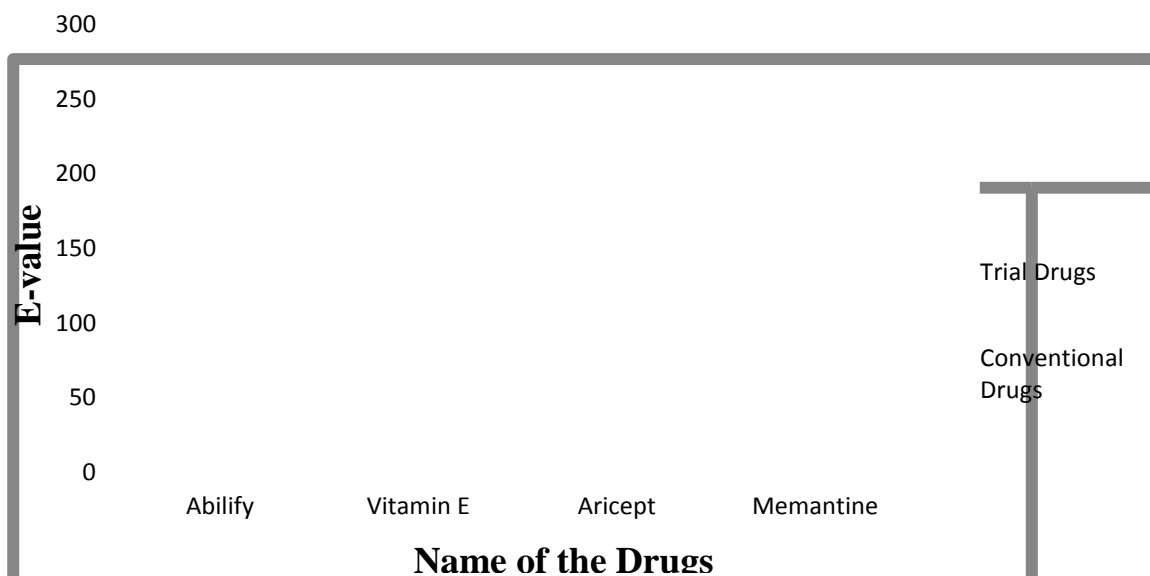 300
250
200
150
100
50
0
E-value
Abilify Vitamin E Aricept Memantine
Name of the Drugs
Trial Drugs
Conventional
Drugs